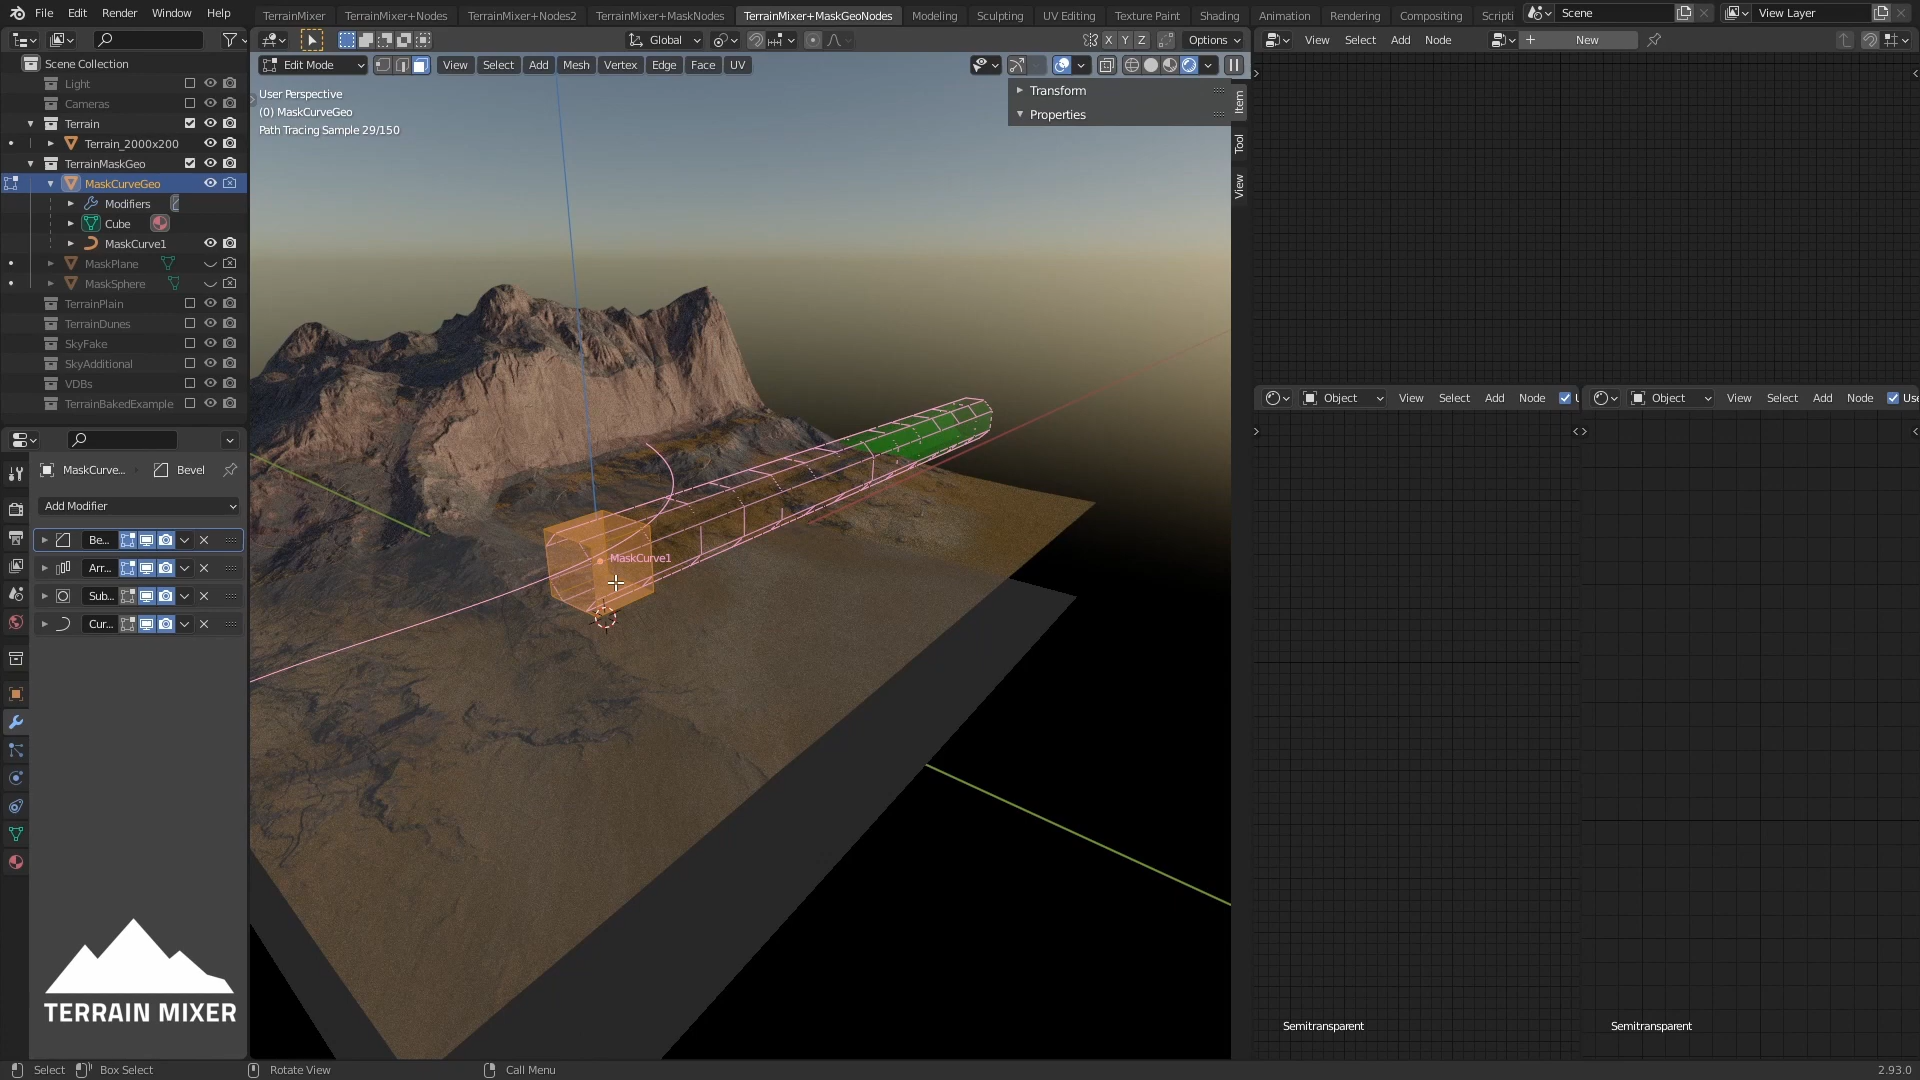 File Edit Render Window Help TerrainMixer TerrainMixer+Nodes TerrainMixer+Nodes2 TerrainMixer+MaskNodes TerrainMixer+MaskGeoNodes Modeling Sculpting UV Editing Texture Paint Shading Animation Rendering Compositing Scripti Scene View Layer
Global X Y Z Options View Select Add Node New
Scene Collection
Edit Mode View Select Add Mesh Vertex Edge Face UV
Light
Cameras
Terrain
Terrain_2000x200
TerrainMaskGeo
MaskCurveGeo
Modifiers
Cube
MaskCurve1
MaskPlane
MaskSphere
TerrainPlain
TerrainDunes
SkyFake
SkyAdditional
VDBs
TerrainBakedExample
User Perspective
(0) MaskCurveGeo
Path Tracing Sample 29/150
Transform
Properties
Item
Tool
View
MaskCurve1
Object View Select Add Node U
Object View Select Add Node Use
MaskCurve... Bevel
Add Modifier
Be...
Arr...
Sub...
Cur...
TERRAIN MIXER
Semitransparent
Semitransparent
Select Box Select Rotate View Call Menu 2.93.0